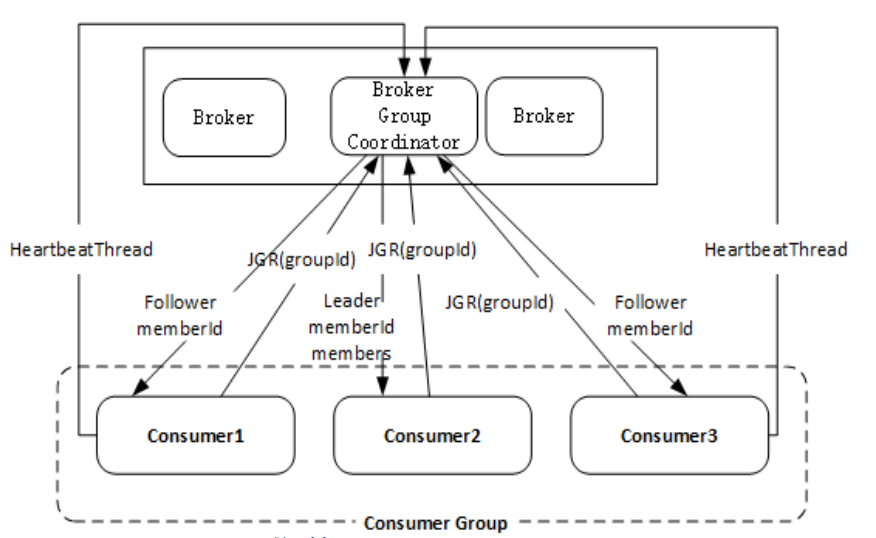 Broker
Broker
Group
Coordinator
Broker
HeartbeatThread
JGR(groupId)
JGR(groupId)
HeartbeatThread
Follower
memberId
Leader
memberId
members
JGR(groupId)
Follower
memberId
Consumer1
Consumer2
Consumer3
Consumer Group